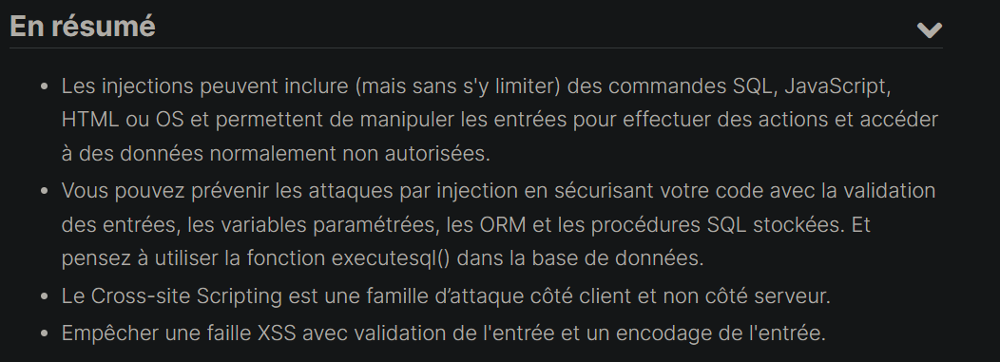 En résumé
Les injections peuvent inclure (mais sans s'y limiter) des commandes SQL, JavaScript,
HTML ou OS et permettent de manipuler les entrées pour effectuer des actions et accéder
à des données normalement non autorisées.
Vous pouvez prévenir les attaques par injection en sécurisant votre code avec la validation
des entrées, les variables paramétrées, les ORM et les procédures SQL stockées. Et
pensez à utiliser la fonction executesql() dans la base de données.
Le Cross-site Scripting est une famille d’attaque côté client et non côté serveur.
Empêcher une faille XSS avec validation de l'entrée et un encodage de l'entrée.